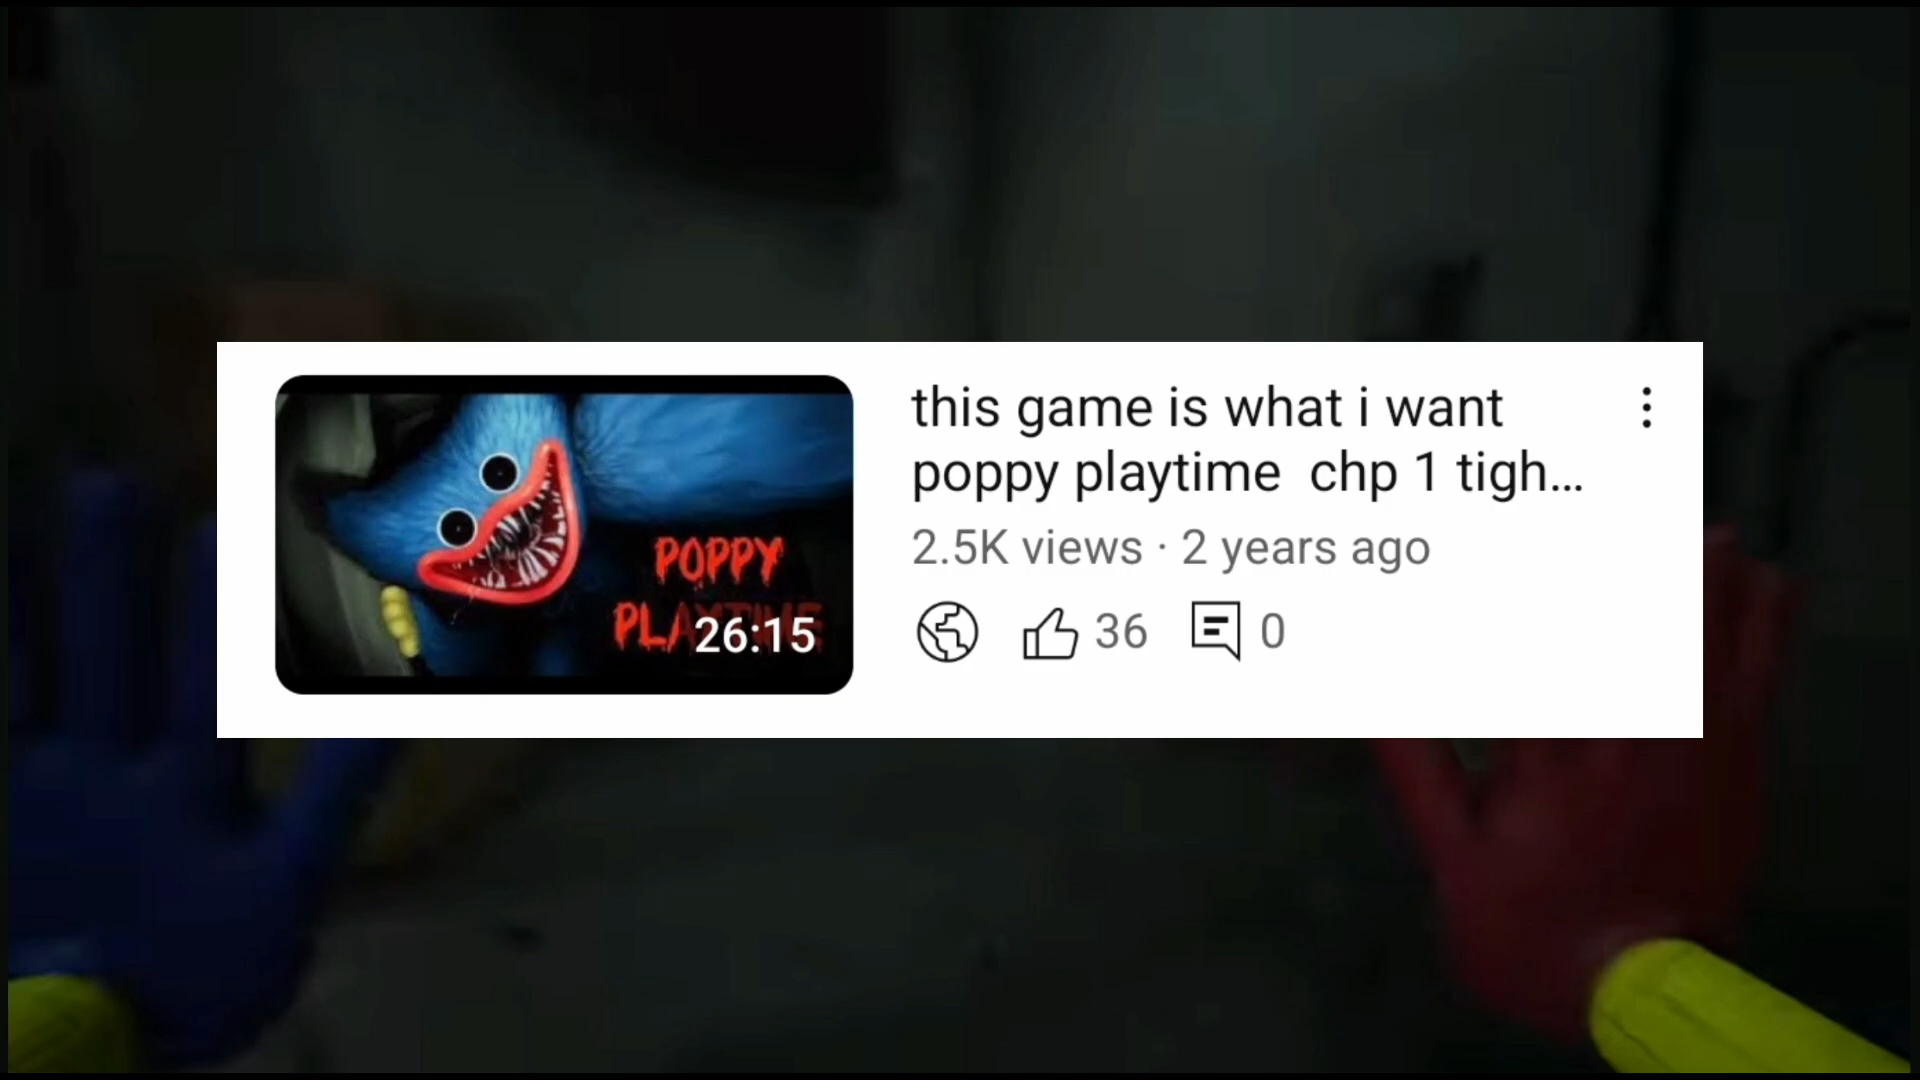 POPPY
PLAYTIME
26:15
this game is what i want
poppy playtime  chp 1 tigh...
2.5K views · 2 years ago
36
0